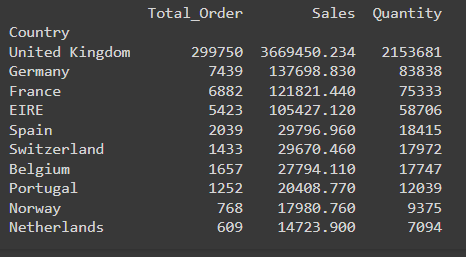 Total_Order Sales Quantity
Country
United Kingdom 299750 3669450.234 2153681
Germany 7439 137698.830 83838
France 6882 121821.440 75333
EIRE 5423 105427.120 58706
Spain 2039 29796.960 18415
Switzerland 1433 29670.460 17972
Belgium 1657 27794.110 17747
Portugal 1252 20408.770 12039
Norway 768 17980.760 9375
Netherlands 609 14723.900 7094